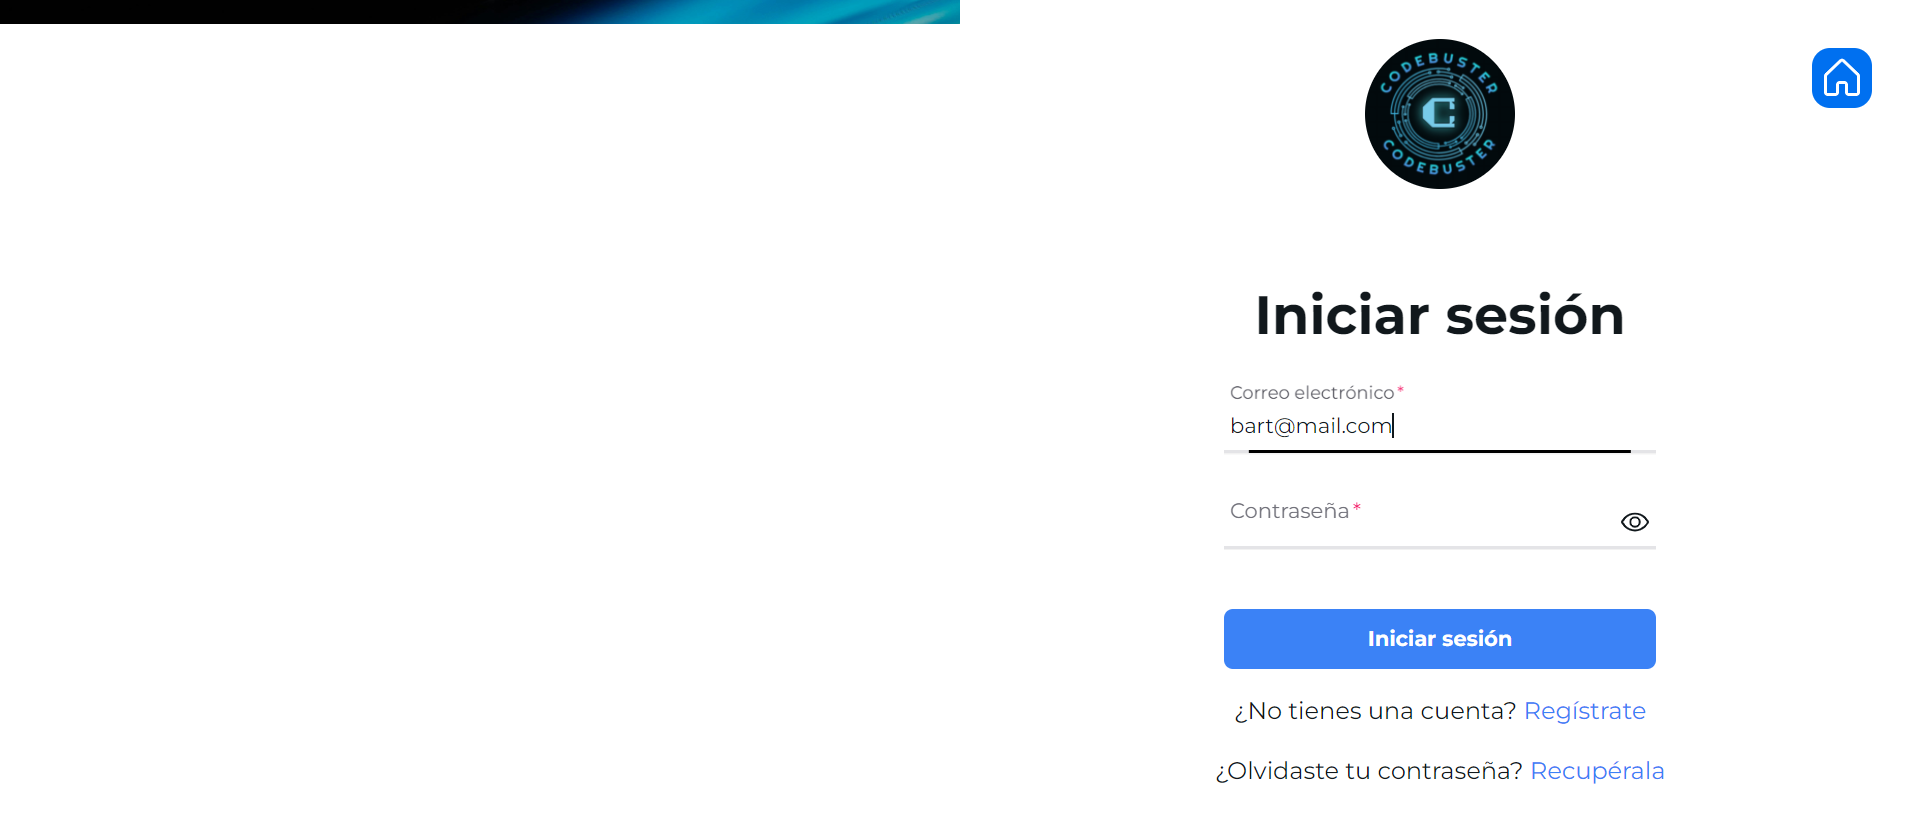 CODEBUSTER
C
CODEBUSTER
Iniciar sesión
Correo electrónico*
bart@mail.com
Contraseña*
Iniciar sesión
¿No tienes una cuenta? Regístrate
¿Olvidaste tu contraseña? Recupérala